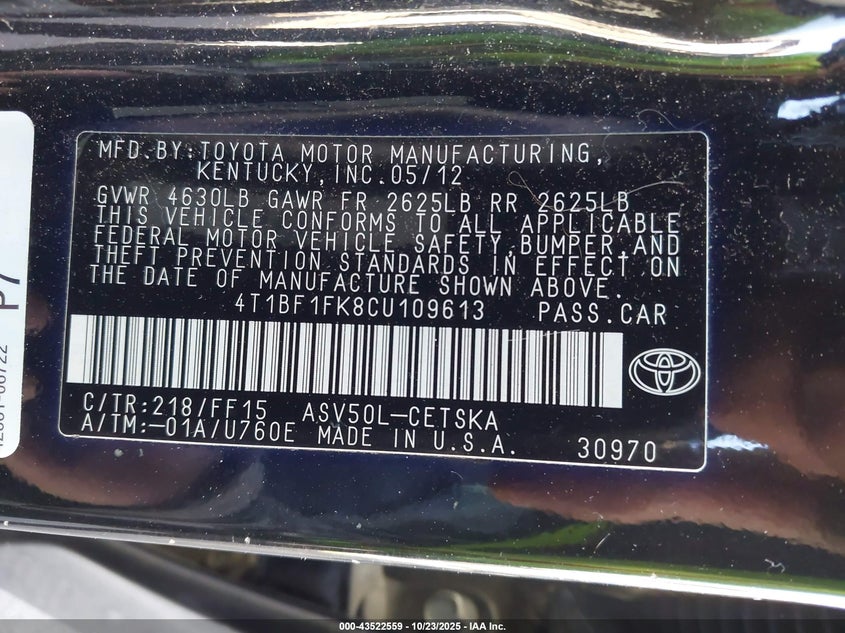 MFD.BY:TOYOTA MOTOR MANUFACTURING,
KENTUCKY, INC.05/12
GVWR 4630LB GAWR FR 2625LB RR 2625LB
THIS VEHICLE CONFORMS TO ALL APPLICABLE
FEDERAL MOTOR VEHICLE SAFETY,BUMPER,AND
THEFT PREVENTION STANDARDS IN EFFECT ON
THE DATE OF MANUFACTURE SHOWN ABOVE.
4T1BF1FK8CU109613 PASS.CAR
C/TR:218/FF15 ASV50L-CETSKA
A/TM:-01A/U760E MADE IN U.S.A. 30970
P7
000-43522559 - 10/23/2025 - IAA Inc.